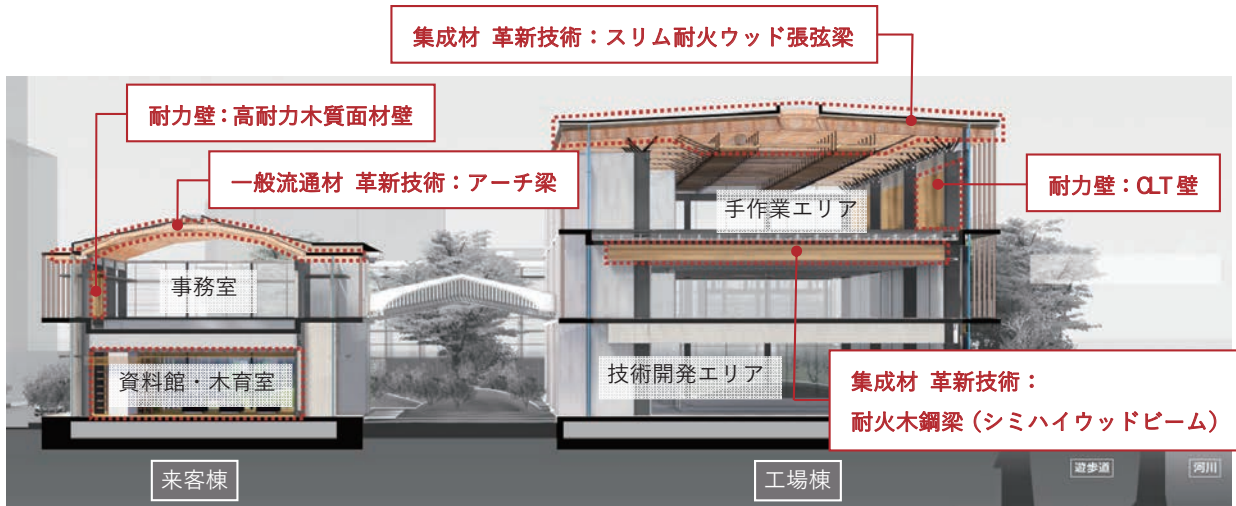 集成材 革新技術：スリム耐火ウッド張弦梁
耐力壁：高耐力木質面材壁
一般流通材 革新技術：アーチ梁
耐力壁：CLT壁
手作業エリア
事務室
資料館・木育室
技術開発エリア
集成材 革新技術：
耐火木鋼梁（シミハイウッドビーム）
来客棟
工場棟
遊歩道
河川